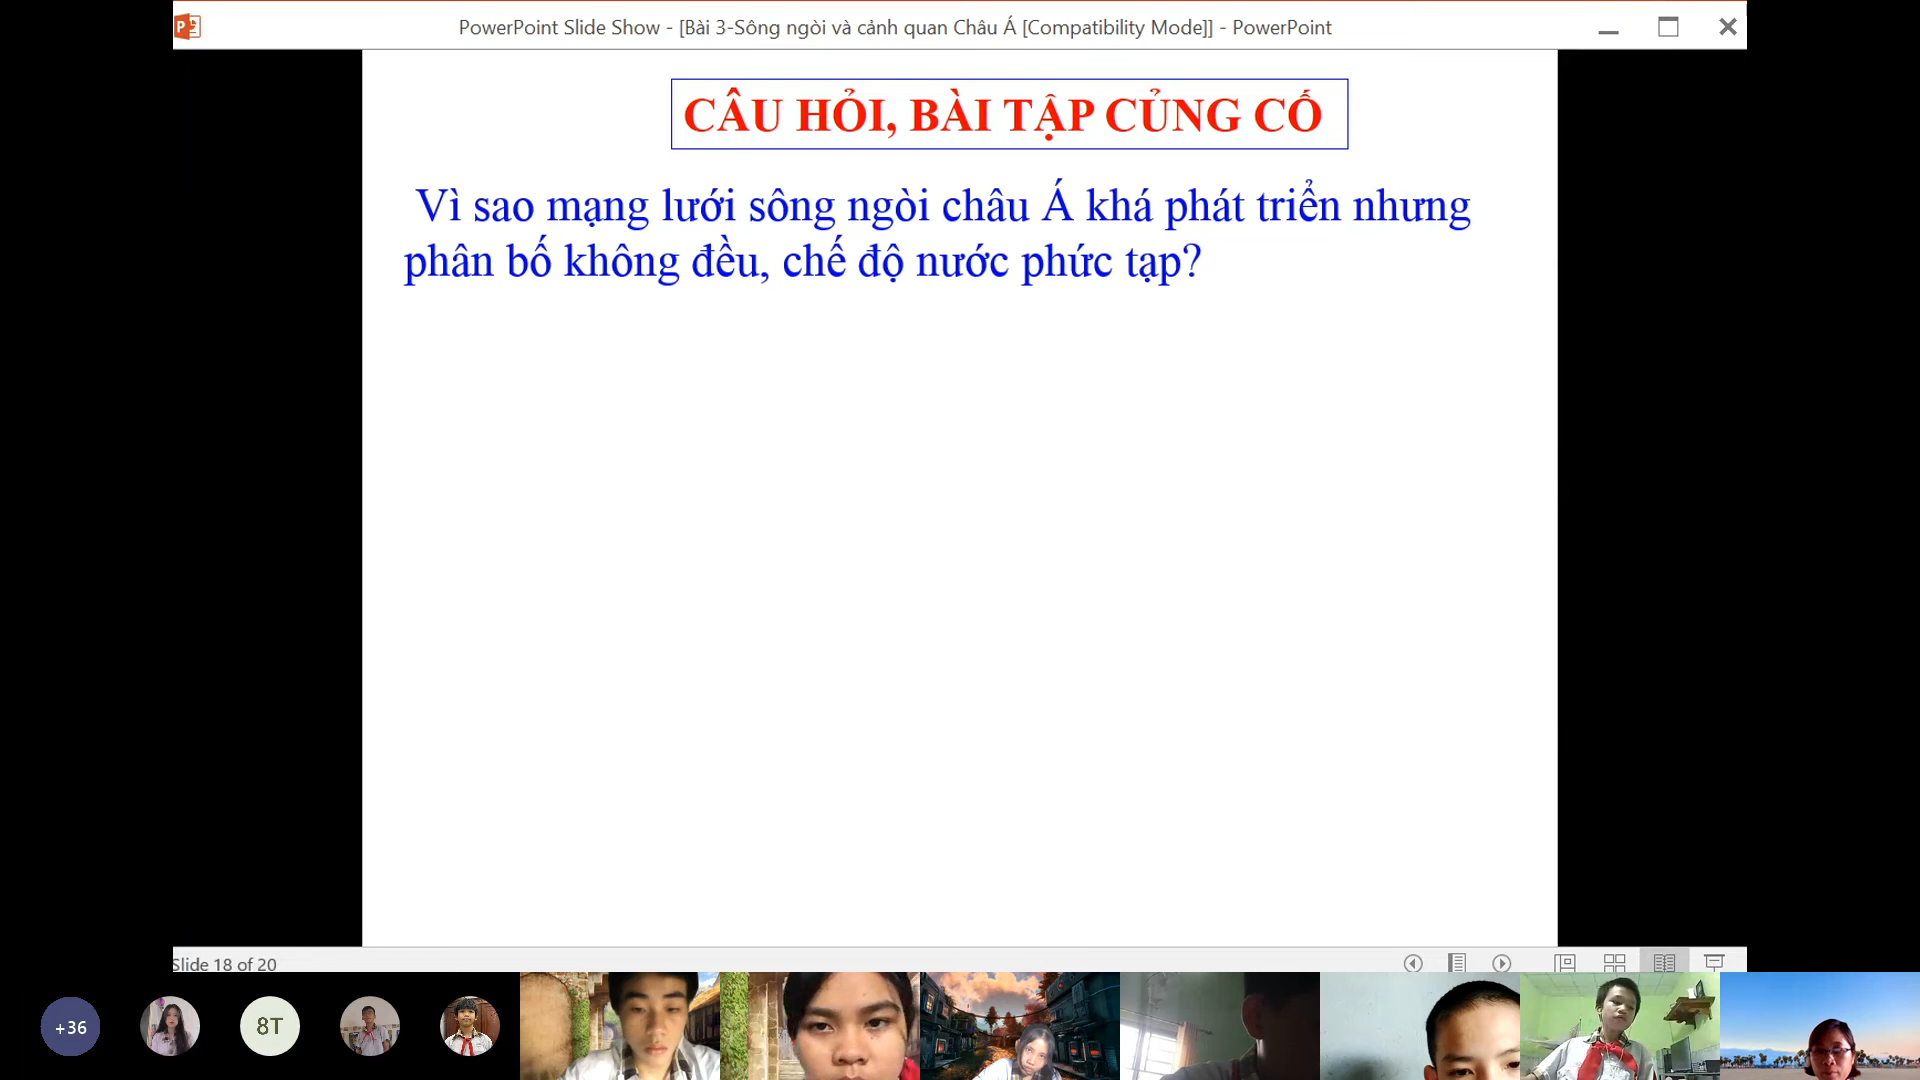 PowerPoint Slide Show - [Bài 3-Sông ngòi và cảnh quan Châu Á [Compatibility Mode]] - PowerPoint
CÂU HỎI, BÀI TẬP CỦNG CỐ
Vì sao mạng lưới sông ngòi châu Á khá phát triển nhưng
phân bố không đều, chế độ nước phức tạp?
Slide 18 of 20
+36
8T